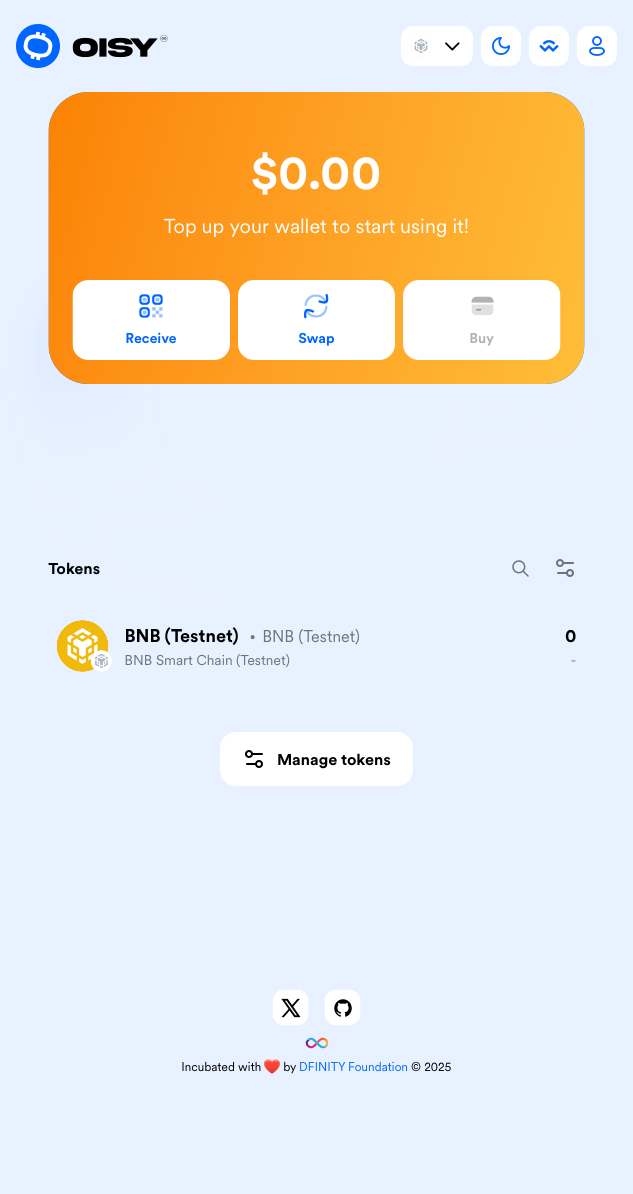 OISY
$0.00
Top up your wallet to start using it!
Receive
Swap
Buy
Tokens
BNB (Testnet) • BNB (Testnet)
0
BNB Smart Chain (Testnet)
-
Manage tokens
Incubated with ❤️ by DFINITY Foundation © 2025